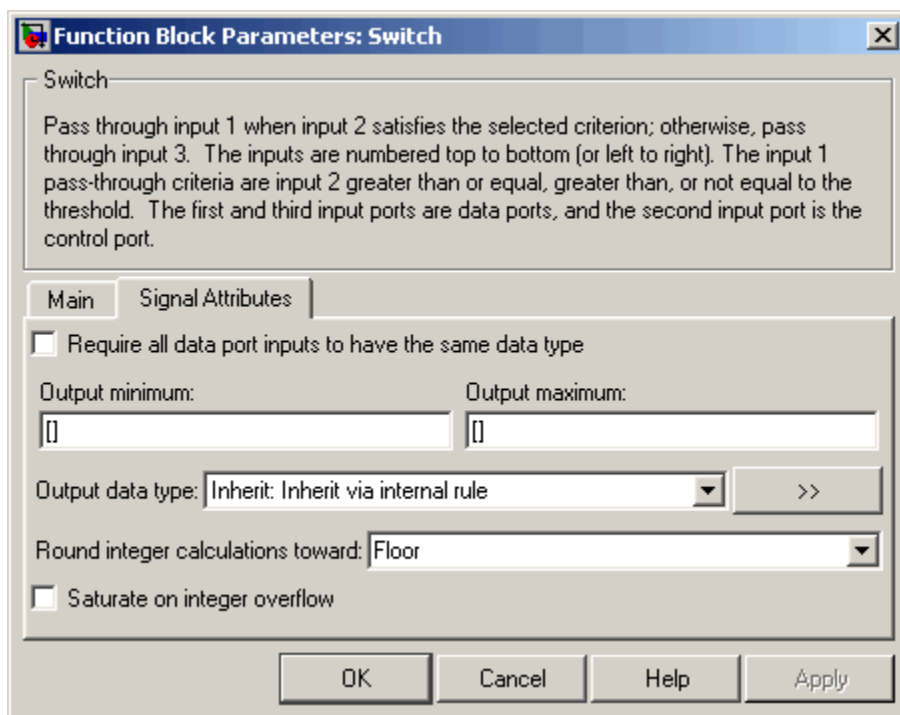 Function Block Parameters: Switch
Switch
Pass through input 1 when input 2 satisfies the selected criterion; otherwise, pass
through input 3.  The inputs are numbered top to bottom (or left to right). The input 1
pass-through criteria are input 2 greater than or equal, greater than, or not equal to the
threshold.  The first and third input ports are data ports, and the second input port is the
control port.
Main Signal Attributes
Require all data port inputs to have the same data type
Output minimum: Output maximum:
[] []
Output data type: Inherit: Inherit via internal rule >>
Round integer calculations toward: Floor
Saturate on integer overflow
OK Cancel Help Apply